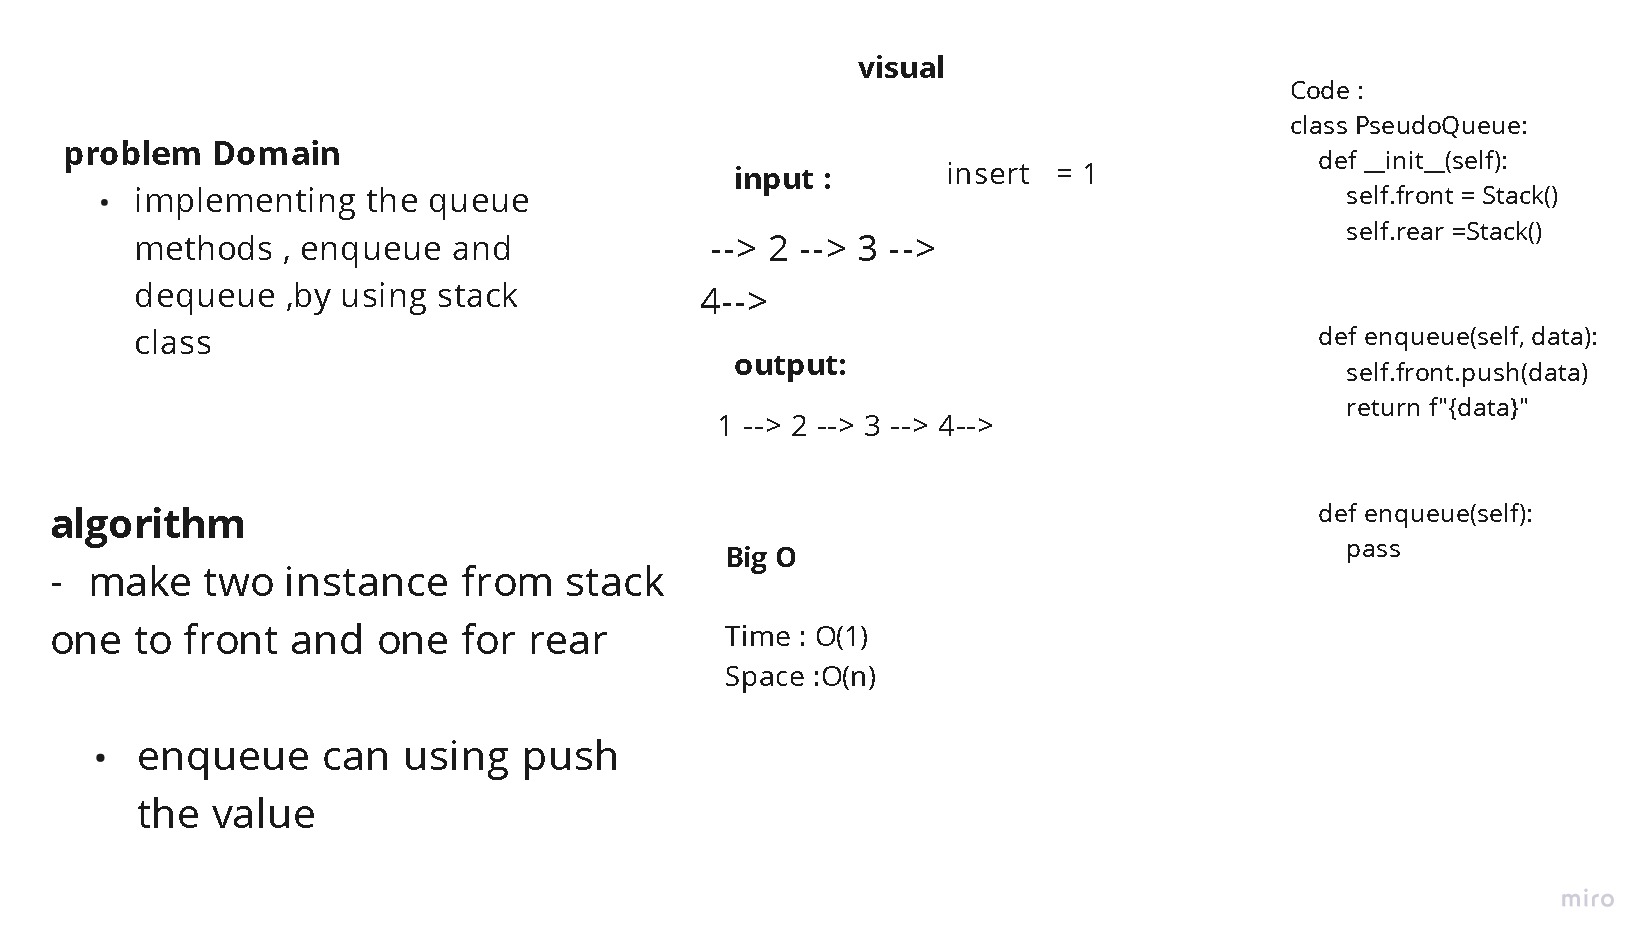 problem Domain
• implementing the queue
methods , enqueue and
dequeue ,by using stack
class
algorithm
- make two instance from stack
one to front and one for rear
• enqueue can using push
the value
visual
input :
insert = 1
--> 2 --> 3 -->
4-->
output:
1 --> 2 --> 3 --> 4-->
Big O
Time : O(1)
Space :O(n)
Code :
class PseudoQueue:
def __init__(self):
self.front = Stack()
self.rear =Stack()
def enqueue(self, data):
self.front.push(data)
return f"{data}"
def enqueue(self):
pass
miro